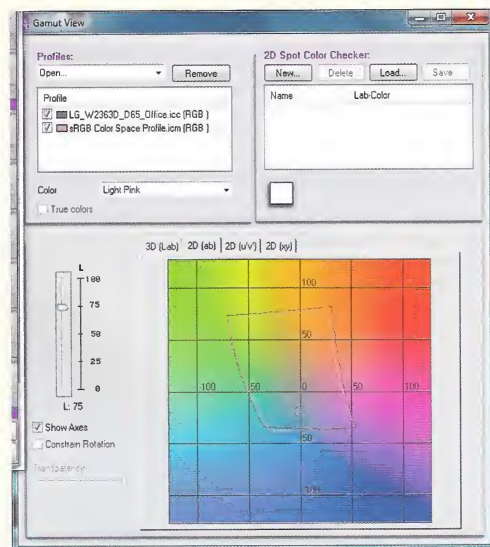 Gamut View
Profiles:
Open...
Remove
Profile
LG_W2363D_D65_Office.icc (RGB )
sRGB Color Space Profile.icm (RGB )
Color
Light Pink
True colors
2D Spot Color Checker:
New...
Delete
Load...
Save
Name
Lab-Color
3D (Lab)
2D (ab)
2D (u'v')
2D (xy)
L
100
75
50
25
0
L: 75
Show Axes
Constrain Rotation
Transparency:
100
50
-100
50
0
50
100
50
100